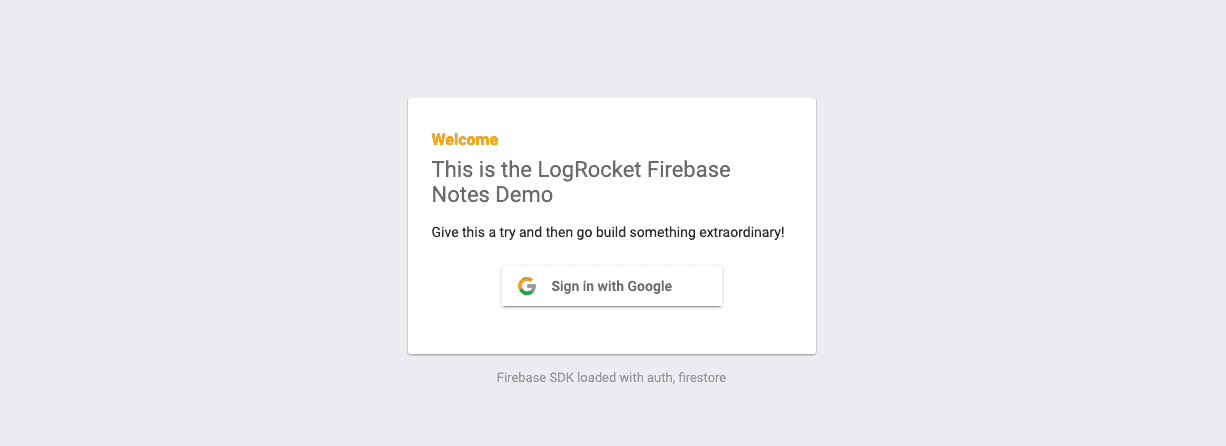 Welcome
This is the LogRocket Firebase
Notes Demo
Give this a try and then go build something extraordinary!
Sign in with Google
Firebase SDK loaded with auth, firestore